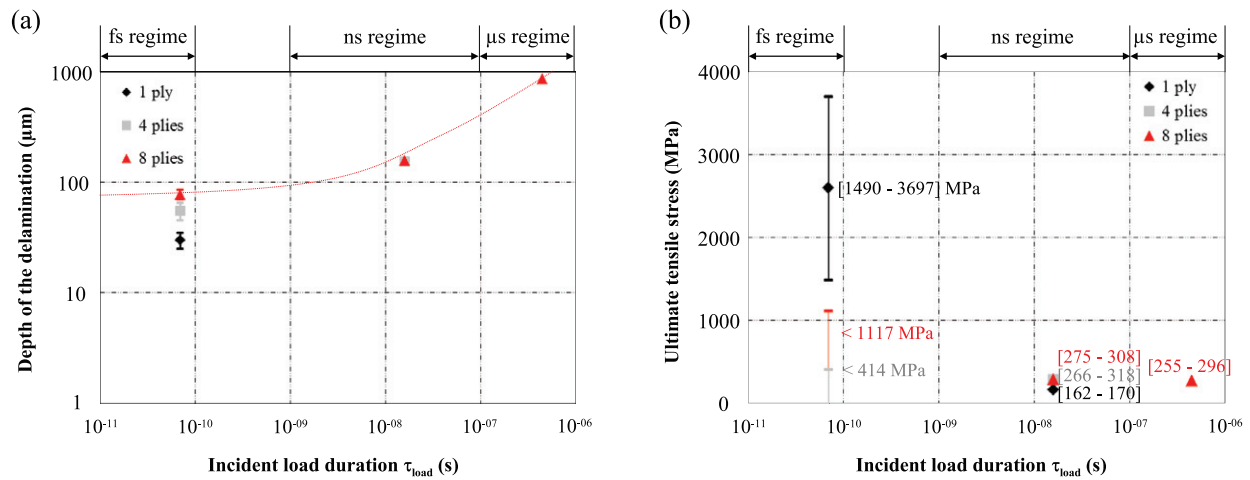 (a)
fs regime
ns regime
µs regime
1000
100
10
1
Depth of the delamination (µm)
1 ply
4 plies
8 plies
10⁻¹¹
10⁻¹⁰
10⁻⁰⁹
10⁻⁰⁸
10⁻⁰⁷
10⁻⁰⁶
Incident load duration τload (s)
(b)
fs regime
ns regime
µs regime
4000
3000
2000
1000
0
Ultimate tensile stress (MPa)
1 ply
4 plies
8 plies
[1490 - 3697] MPa
< 1117 MPa
< 414 MPa
[275 - 308]
[266 - 318]
[162 - 170]
[255 - 296]
10⁻¹¹
10⁻¹⁰
10⁻⁰⁹
10⁻⁰⁸
10⁻⁰⁷
10⁻⁰⁶
Incident load duration τload (s)